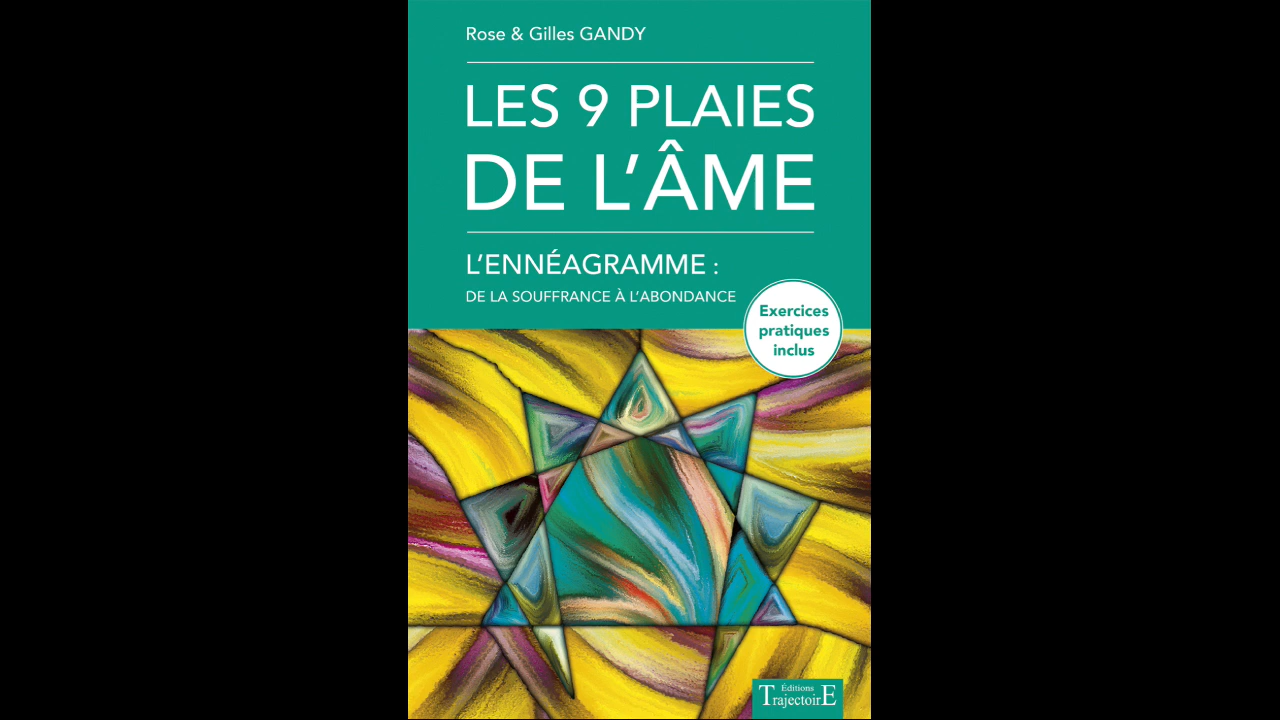 Rose & Gilles GANDY
LES 9 PLAIES
DE L'ÂME
L'ENNÉAGRAMME :
DE LA SOUFFRANCE À L'ABONDANCE
Exercices
pratiques
inclus
Éditions
TrajectoirE